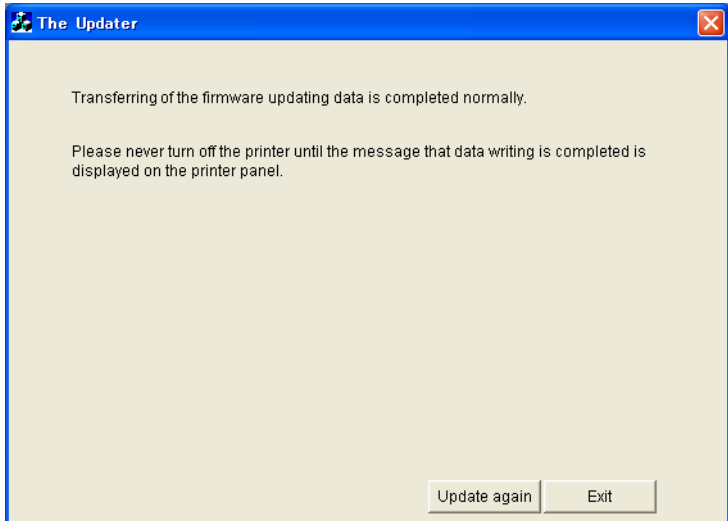 The Updater
Transferring of the firmware updating data is completed normally.
Please never turn off the printer until the message that data writing is completed is
displayed on the printer panel.
Update again
Exit